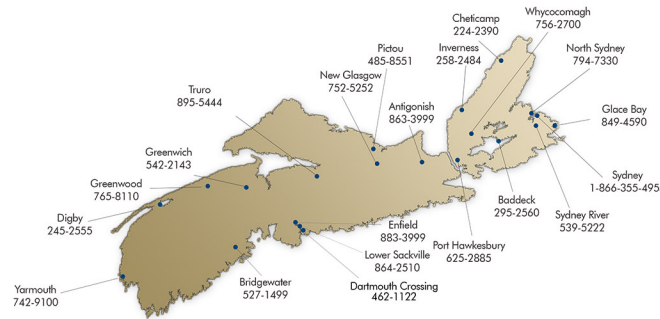 Whycocomagh
756-2700
Cheticamp
224-2390
Inverness
258-2484
North Sydney
794-7330
Pictou
485-8551
New Glasgow
752-5252
Truro
895-5444
Antigonish
863-3999
Glace Bay
849-4590
Greenwich
542-2143
Greenwood
765-8110
Sydney
1-866-355-495
Baddeck
295-2560
Sydney River
539-5222
Digby
245-2555
Enfield
883-3999
Port Hawkesbury
625-2885
Lower Sackville
864-2510
Bridgewater
527-1499
Dartmouth Crossing
462-1122
Yarmouth
742-9100